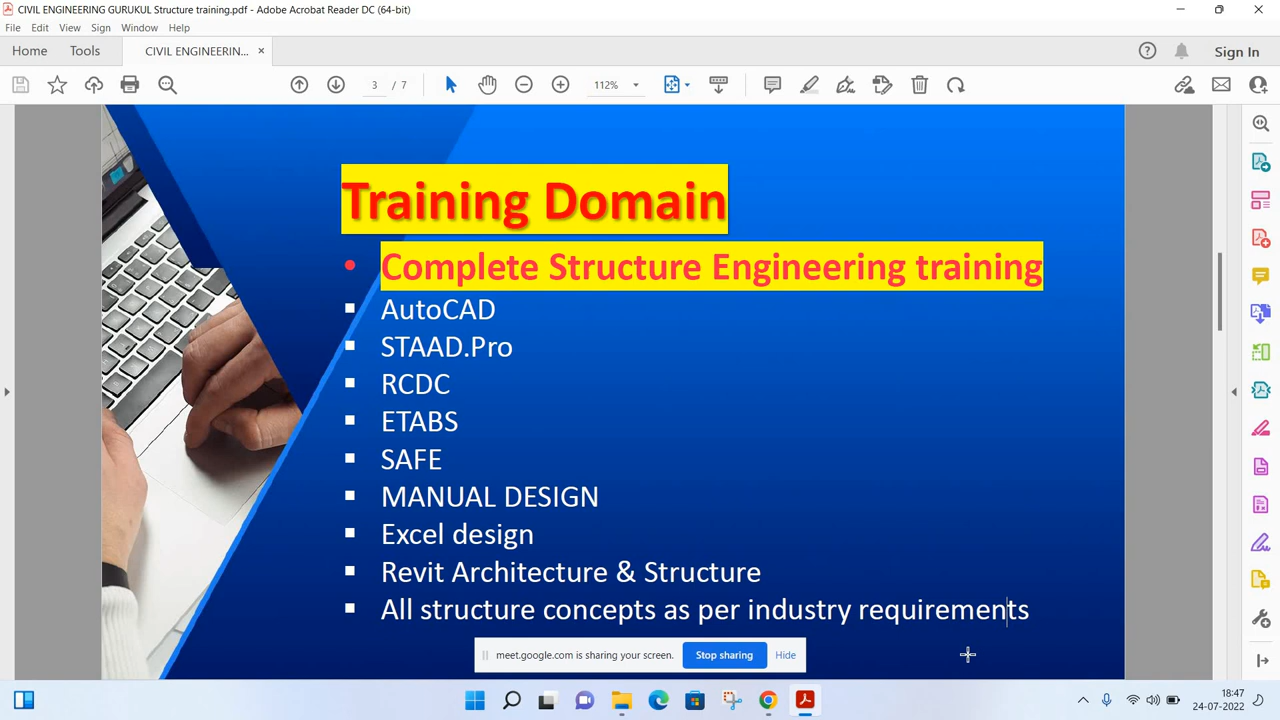 CIVIL ENGINEERING GURUKUL Structure training.pdf - Adobe Acrobat Reader DC (64-bit)
File Edit View Sign Window Help
Home Tools CIVIL ENGINEERIN... × Sign In
3 / 7 112%
Training Domain
• Complete Structure Engineering training
▪ AutoCAD
▪ STAAD.Pro
▪ RCDC
▪ ETABS
▪ SAFE
▪ MANUAL DESIGN
▪ Excel design
▪ Revit Architecture & Structure
▪ All structure concepts as per industry requirements
meet.google.com is sharing your screen. Stop sharing Hide
18:47
24-07-2022